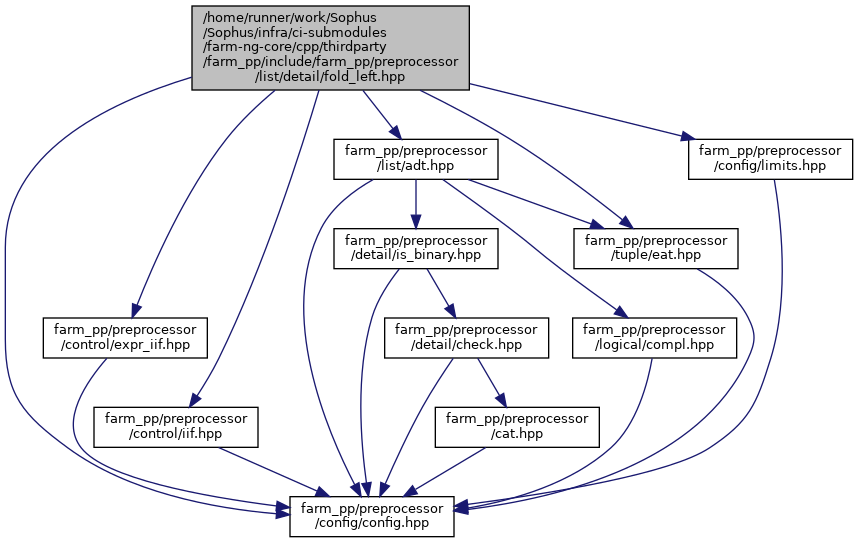 /home/runner/work/Sophus
/Sophus/infra/ci-submodules
/farm-ng-core/cpp/thirdparty
/farm_pp/include/farm_pp/preprocessor
/list/detail/fold_left.hpp
farm_pp/preprocessor
/list/adt.hpp
farm_pp/preprocessor
/config/limits.hpp
farm_pp/preprocessor
/detail/is_binary.hpp
farm_pp/preprocessor
/tuple/eat.hpp
farm_pp/preprocessor
/control/expr_iif.hpp
farm_pp/preprocessor
/detail/check.hpp
farm_pp/preprocessor
/logical/compl.hpp
farm_pp/preprocessor
/control/iif.hpp
farm_pp/preprocessor
/cat.hpp
farm_pp/preprocessor
/config/config.hpp